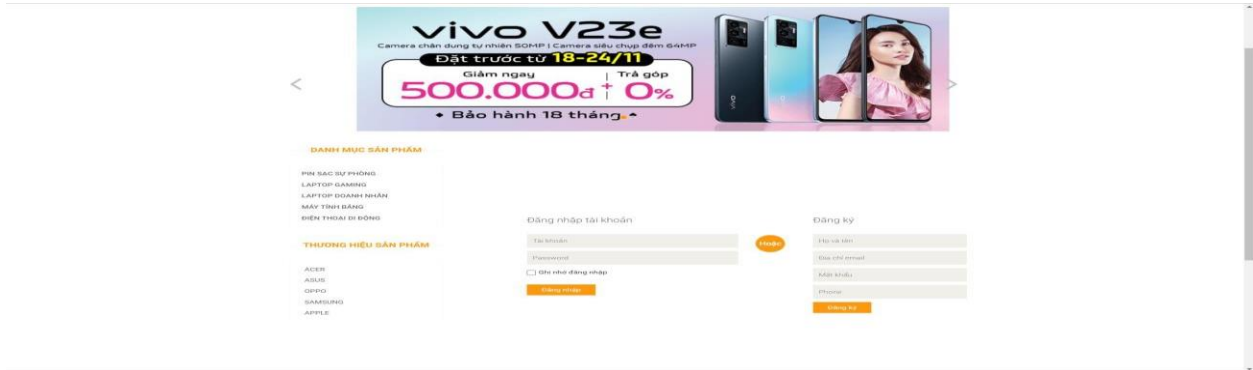 vivo V23e
Camera chân dung tự nhiên 50MP | Camera siêu chụp đêm 64MP
Đặt trước từ 18-24/11
Giảm ngay
500.000đ
+
Trả góp
0%
Bảo hành 18 tháng
vivo
<
>
DANH MỤC SẢN PHẨM
PIN SẠC DỰ PHÒNG
LAPTOP GAMING
LAPTOP DOANH NHÂN
MÁY TÍNH BẢNG
ĐIỆN THOẠI DI ĐỘNG
THƯƠNG HIỆU SẢN PHẨM
ACER
ASUS
OPPO
SAMSUNG
APPLE
Đăng nhập tài khoản
Tài khoản
Password
Ghi nhớ đăng nhập
Đăng nhập
Hoặc
Đăng ký
Họ và tên
Địa chỉ email
Mật khẩu
Phone
Đăng ký